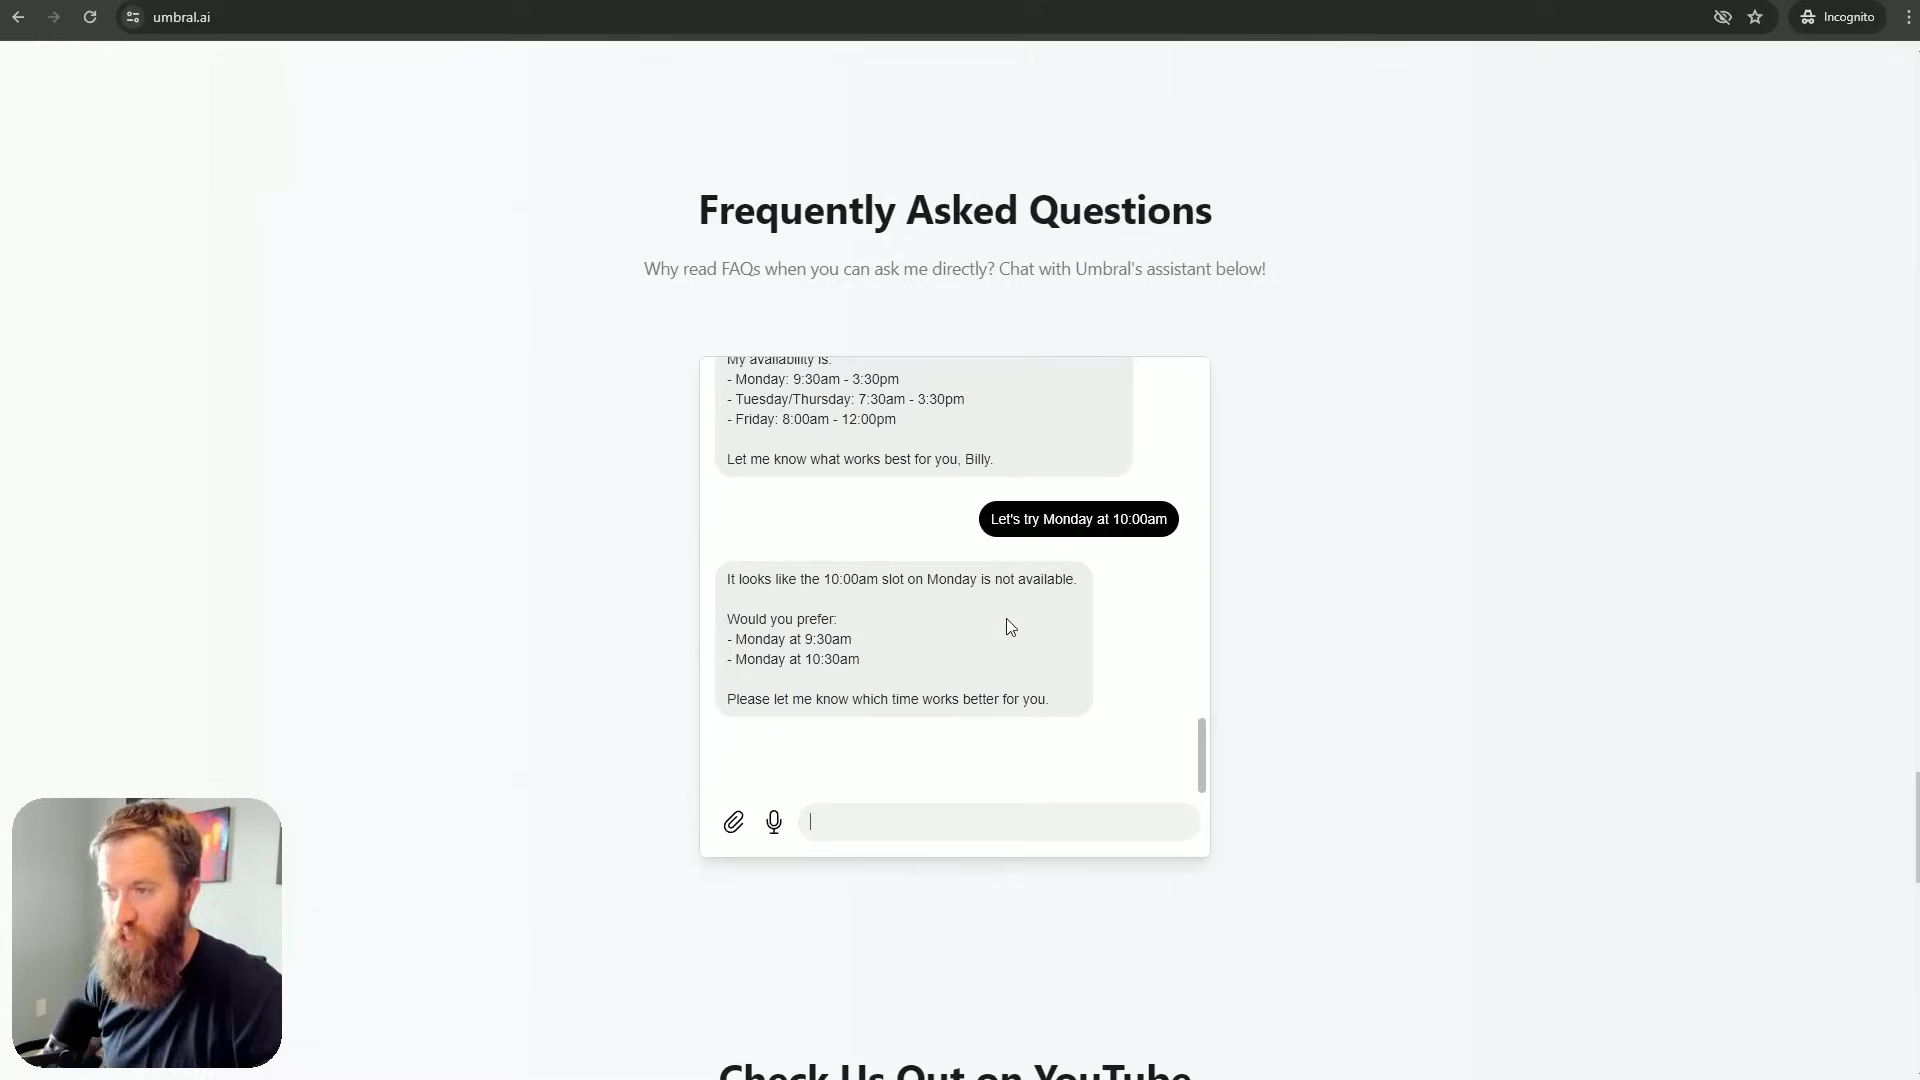 umbral.ai
Incognito
Frequently Asked Questions
Why read FAQs when you can ask me directly? Chat with Umbral's assistant below!
My availability is:
- Monday: 9:30am - 3:30pm
- Tuesday/Thursday: 7:30am - 3:30pm
- Friday: 8:00am - 12:00pm
Let me know what works best for you, Billy.
Let's try Monday at 10:00am
It looks like the 10:00am slot on Monday is not available.
Would you prefer:
- Monday at 9:30am
- Monday at 10:30am
Please let me know which time works better for you.
Check Us Out on YouTube